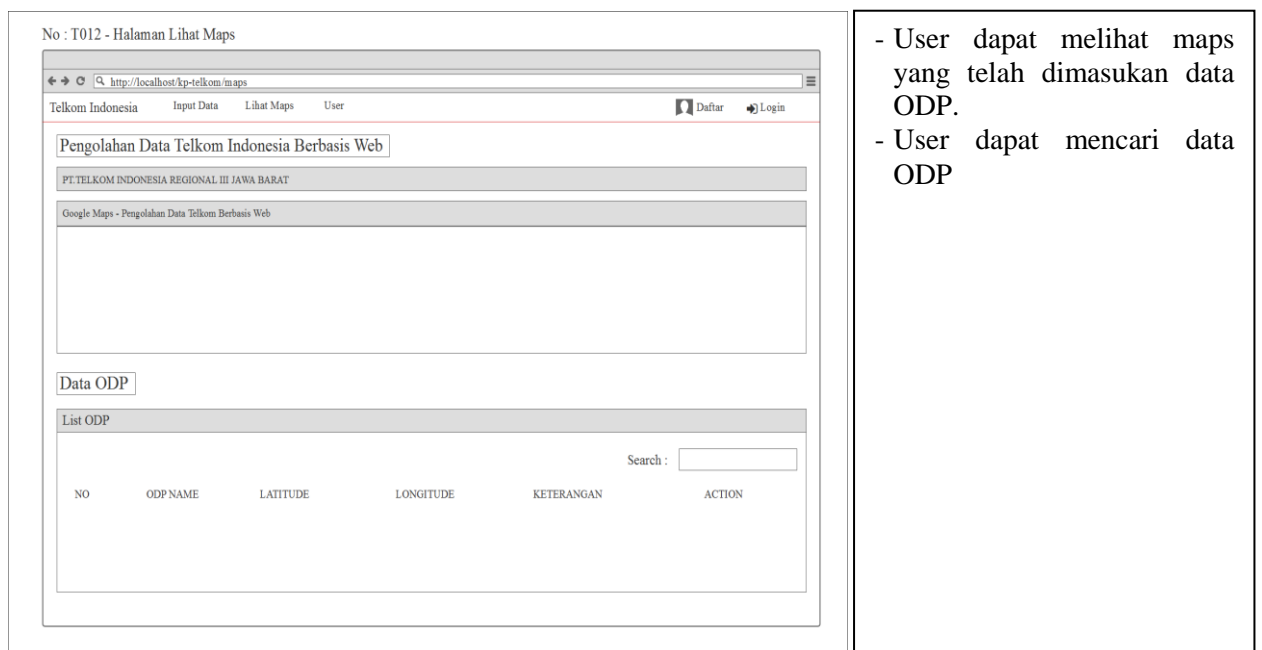 No : T012 - Halaman Lihat Maps
http://localhost/kp-telkom/maps
Telkom Indonesia Input Data Lihat Maps User Daftar Login
Pengolahan Data Telkom Indonesia Berbasis Web
PT.TELKOM INDONESIA REGIONAL III JAWA BARAT
Google Maps - Pengolahan Data Telkom Berbasis Web
Data ODP
List ODP
Search :
NO ODP NAME LATITUDE LONGITUDE KETERANGAN ACTION
- User dapat melihat maps
yang telah dimasukan data
ODP.
- User dapat mencari data
ODP